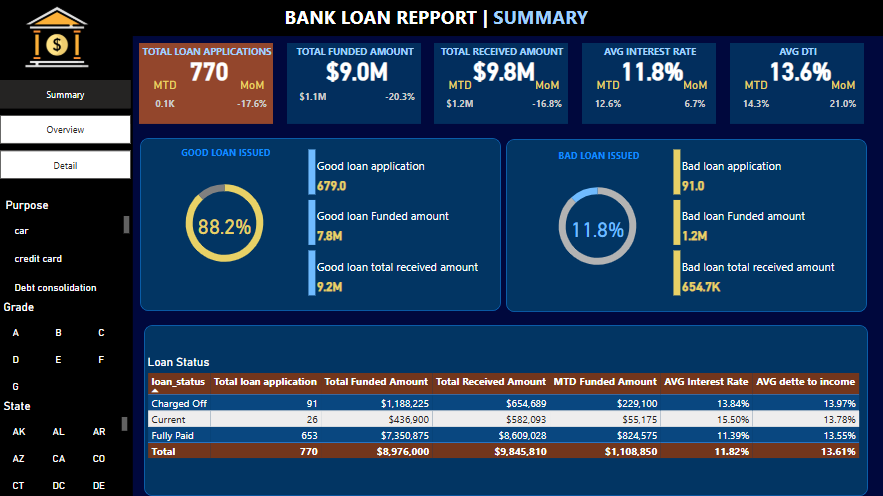 BANK LOAN REPPORT | SUMMARY
$
Summary
Overview
Detail
Purpose
car
credit card
Debt consolidation
Grade
A B C
D E F
G
State
AK AL AR
AZ CA CO
CT DC DE
TOTAL LOAN APPLICATIONS
770
MTD MoM
0.1K -17.6%
TOTAL FUNDED AMOUNT
$9.0M
$1.1M -20.3%
TOTAL RECEIVED AMOUNT
$9.8M
MTD MoM
$1.2M -16.8%
AVG INTEREST RATE
11.8%
MTD MoM
12.6% 6.7%
AVG DTI
13.6%
MTD MoM
14.3% 21.0%
GOOD LOAN ISSUED
88.2%
Good loan application
679.0
Good loan Funded amount
7.8M
Good loan total received amount
9.2M
BAD LOAN ISSUED
11.8%
Bad loan application
91.0
Bad loan Funded amount
1.2M
Bad loan total received amount
654.7K
Loan Status
loan_status Total loan application Total Funded Amount Total Received Amount MTD Funded Amount AVG Interest Rate AVG dette to income
Charged Off 91 $1,188,225 $654,689 $229,100 13.84% 13.97%
Current 26 $436,900 $582,093 $55,175 15.50% 13.78%
Fully Paid 653 $7,350,875 $8,609,028 $824,575 11.39% 13.55%
Total 770 $8,976,000 $9,845,810 $1,108,850 11.82% 13.61%